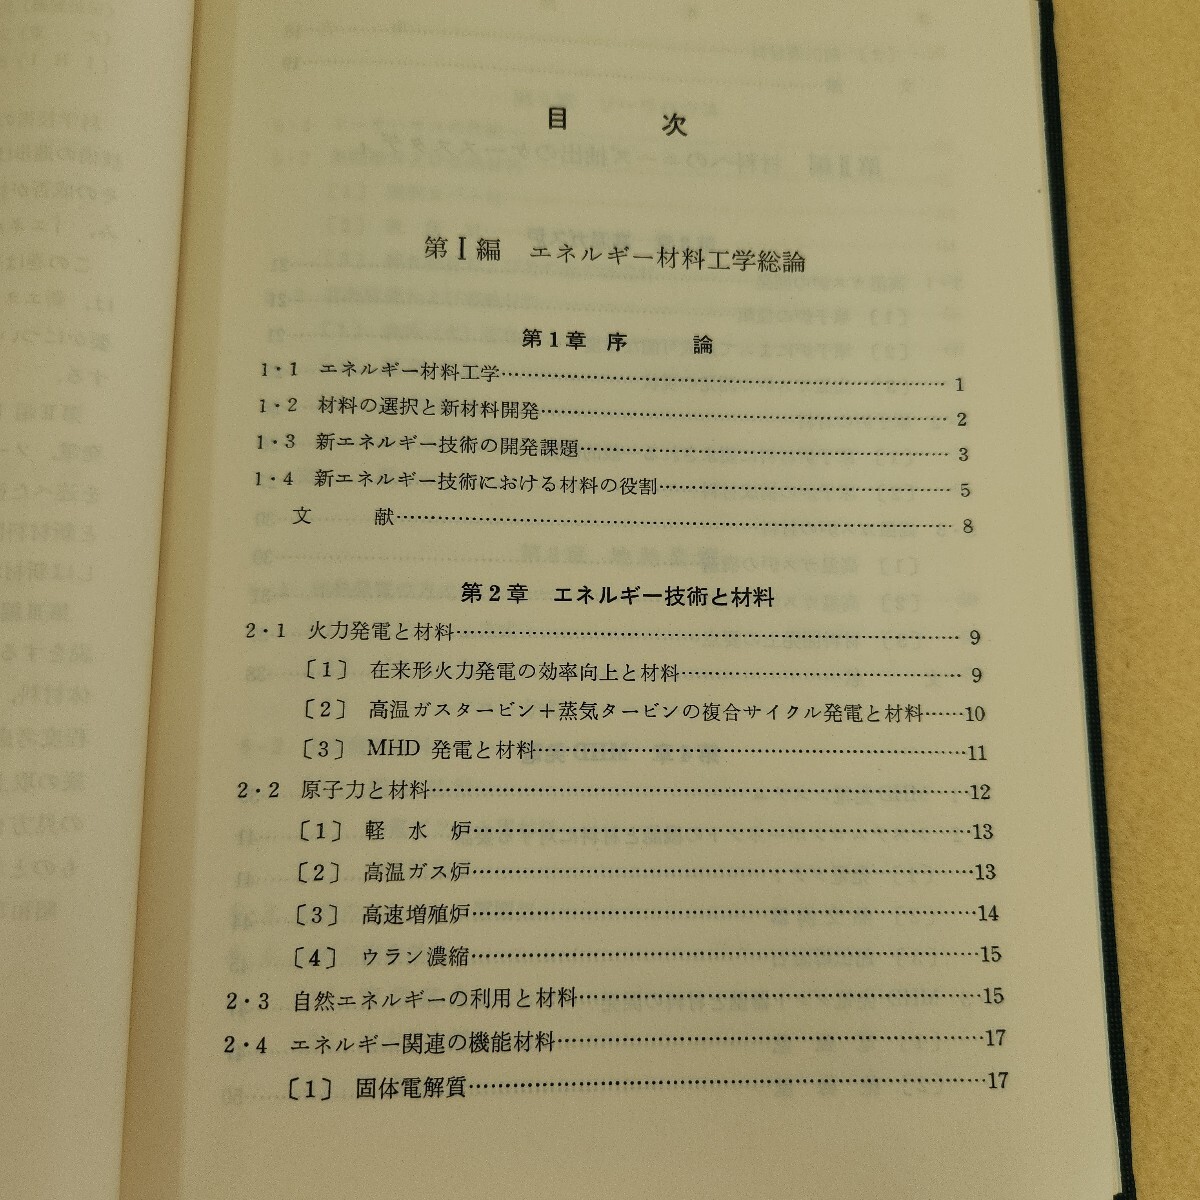 目　次
第Ⅰ編　エネルギー材料工学総論
第1章　序　論
1・1　エネルギー材料工学……1
1・2　材料の選択と新材料開発……2
1・3　新エネルギー技術の開発課題……3
1・4　新エネルギー技術における材料の役割……5
文　献……8
第2章　エネルギー技術と材料
2・1　火力発電と材料……9
〔1〕　在来形火力発電の効率向上と材料……9
〔2〕　高温ガスタービン＋蒸気タービンの複合サイクル発電と材料……10
〔3〕　MHD 発電と材料……11
2・2　原子力と材料……12
〔1〕　軽　水　炉……13
〔2〕　高温ガス炉……13
〔3〕　高速増殖炉……14
〔4〕　ウラン濃縮……15
2・3　自然エネルギーの利用と材料……15
2・4　エネルギー関連の機能材料……17
〔1〕　固体電解質……17